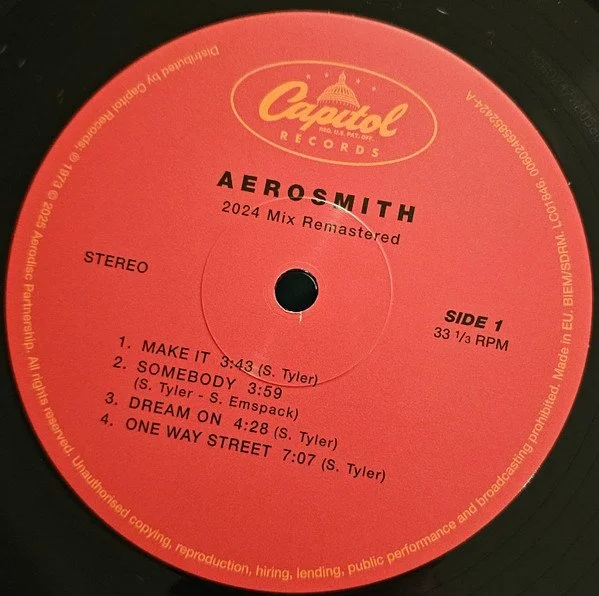 Capitol
REG. U.S. PAT. OFF.
RECORDS
AEROSMITH
2024 Mix Remastered
STEREO
SIDE 1
33 1/3 RPM
1. MAKE IT 3:43 (S. Tyler)
2. SOMEBODY 3:59
(S. Tyler - S. Emspack)
3. DREAM ON 4:28 (S. Tyler)
4. ONE WAY STREET 7:07 (S. Tyler)
Distributed by Capitol Records; ℗ 1973 © 2025 Aerodisc Partnership. All rights reserved. Unauthorised copying, reproduction, hiring, lending, public performance and broadcasting prohibited. Made in EU. BIEM/SDRM. LC01846. 00602465852424-A